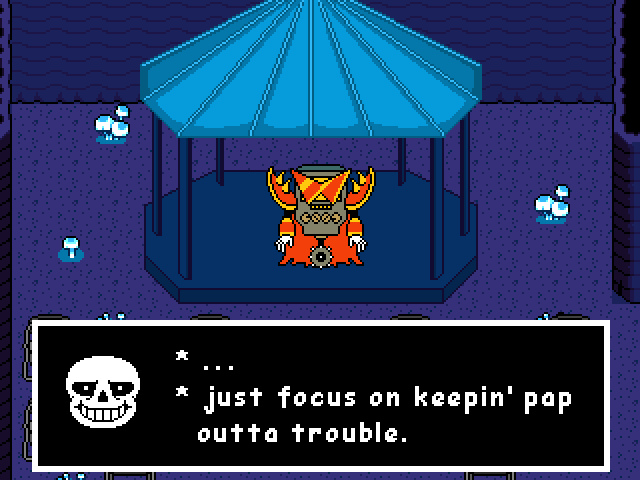 * ...
* just focus on keepin' pap
outta trouble.